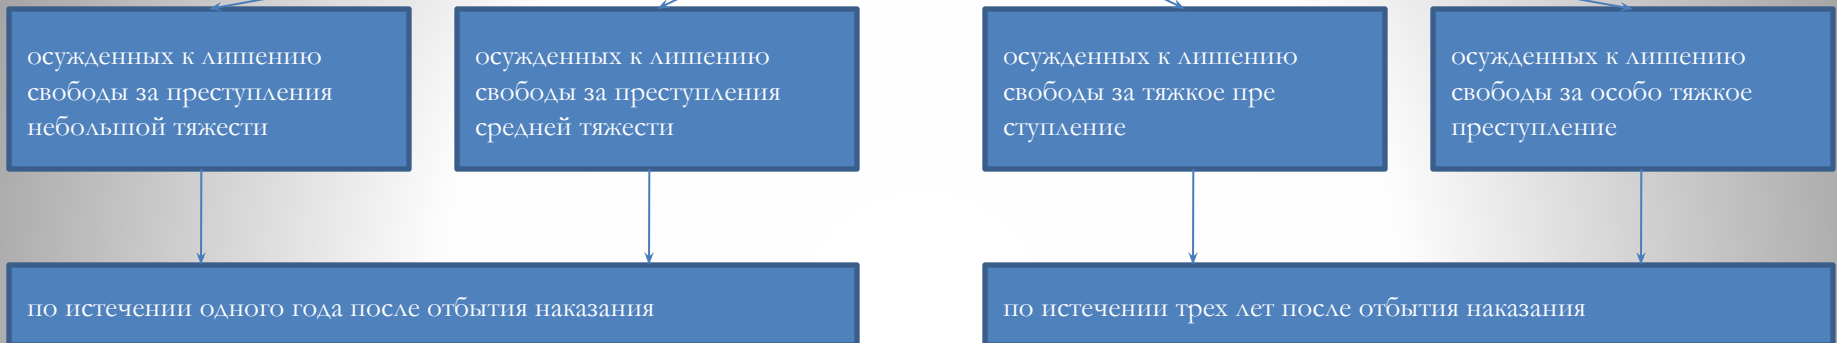 осужденных к лишению
свободы за преступления
небольшой тяжести
осужденных к лишению
свободы за преступления
средней тяжести
осужденных к лишению
свободы за тяжкое пре
ступление
осужденных к лишению
свободы за особо тяжкое
преступление
по истечении одного года после отбытия наказания
по истечении трех лет после отбытия наказания